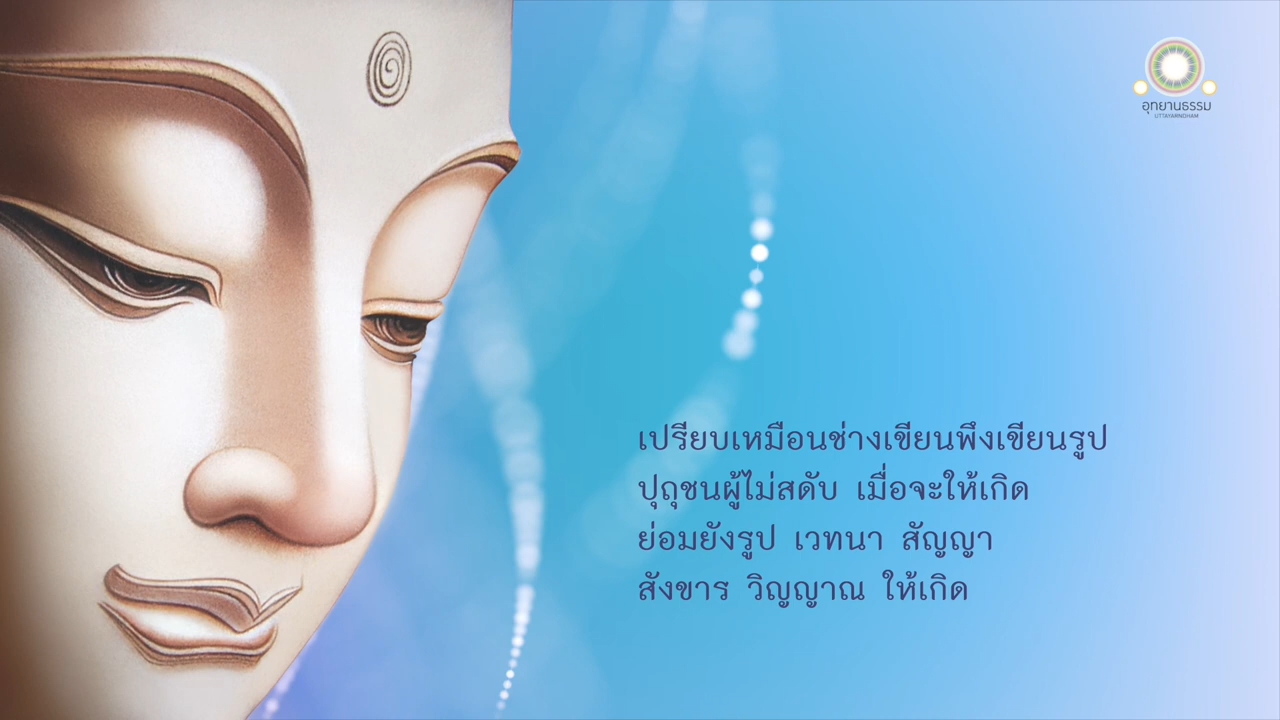 อุทยานธรรม
UTTAYARNDHAM
เปรียบเหมือนช่างเขียนพึงเขียนรูป
ปุถุชนผู้ไม่สดับ เมื่อจะให้เกิด
ย่อมยังรูป เวทนา สัญญา
สังขาร วิญญาณ ให้เกิด